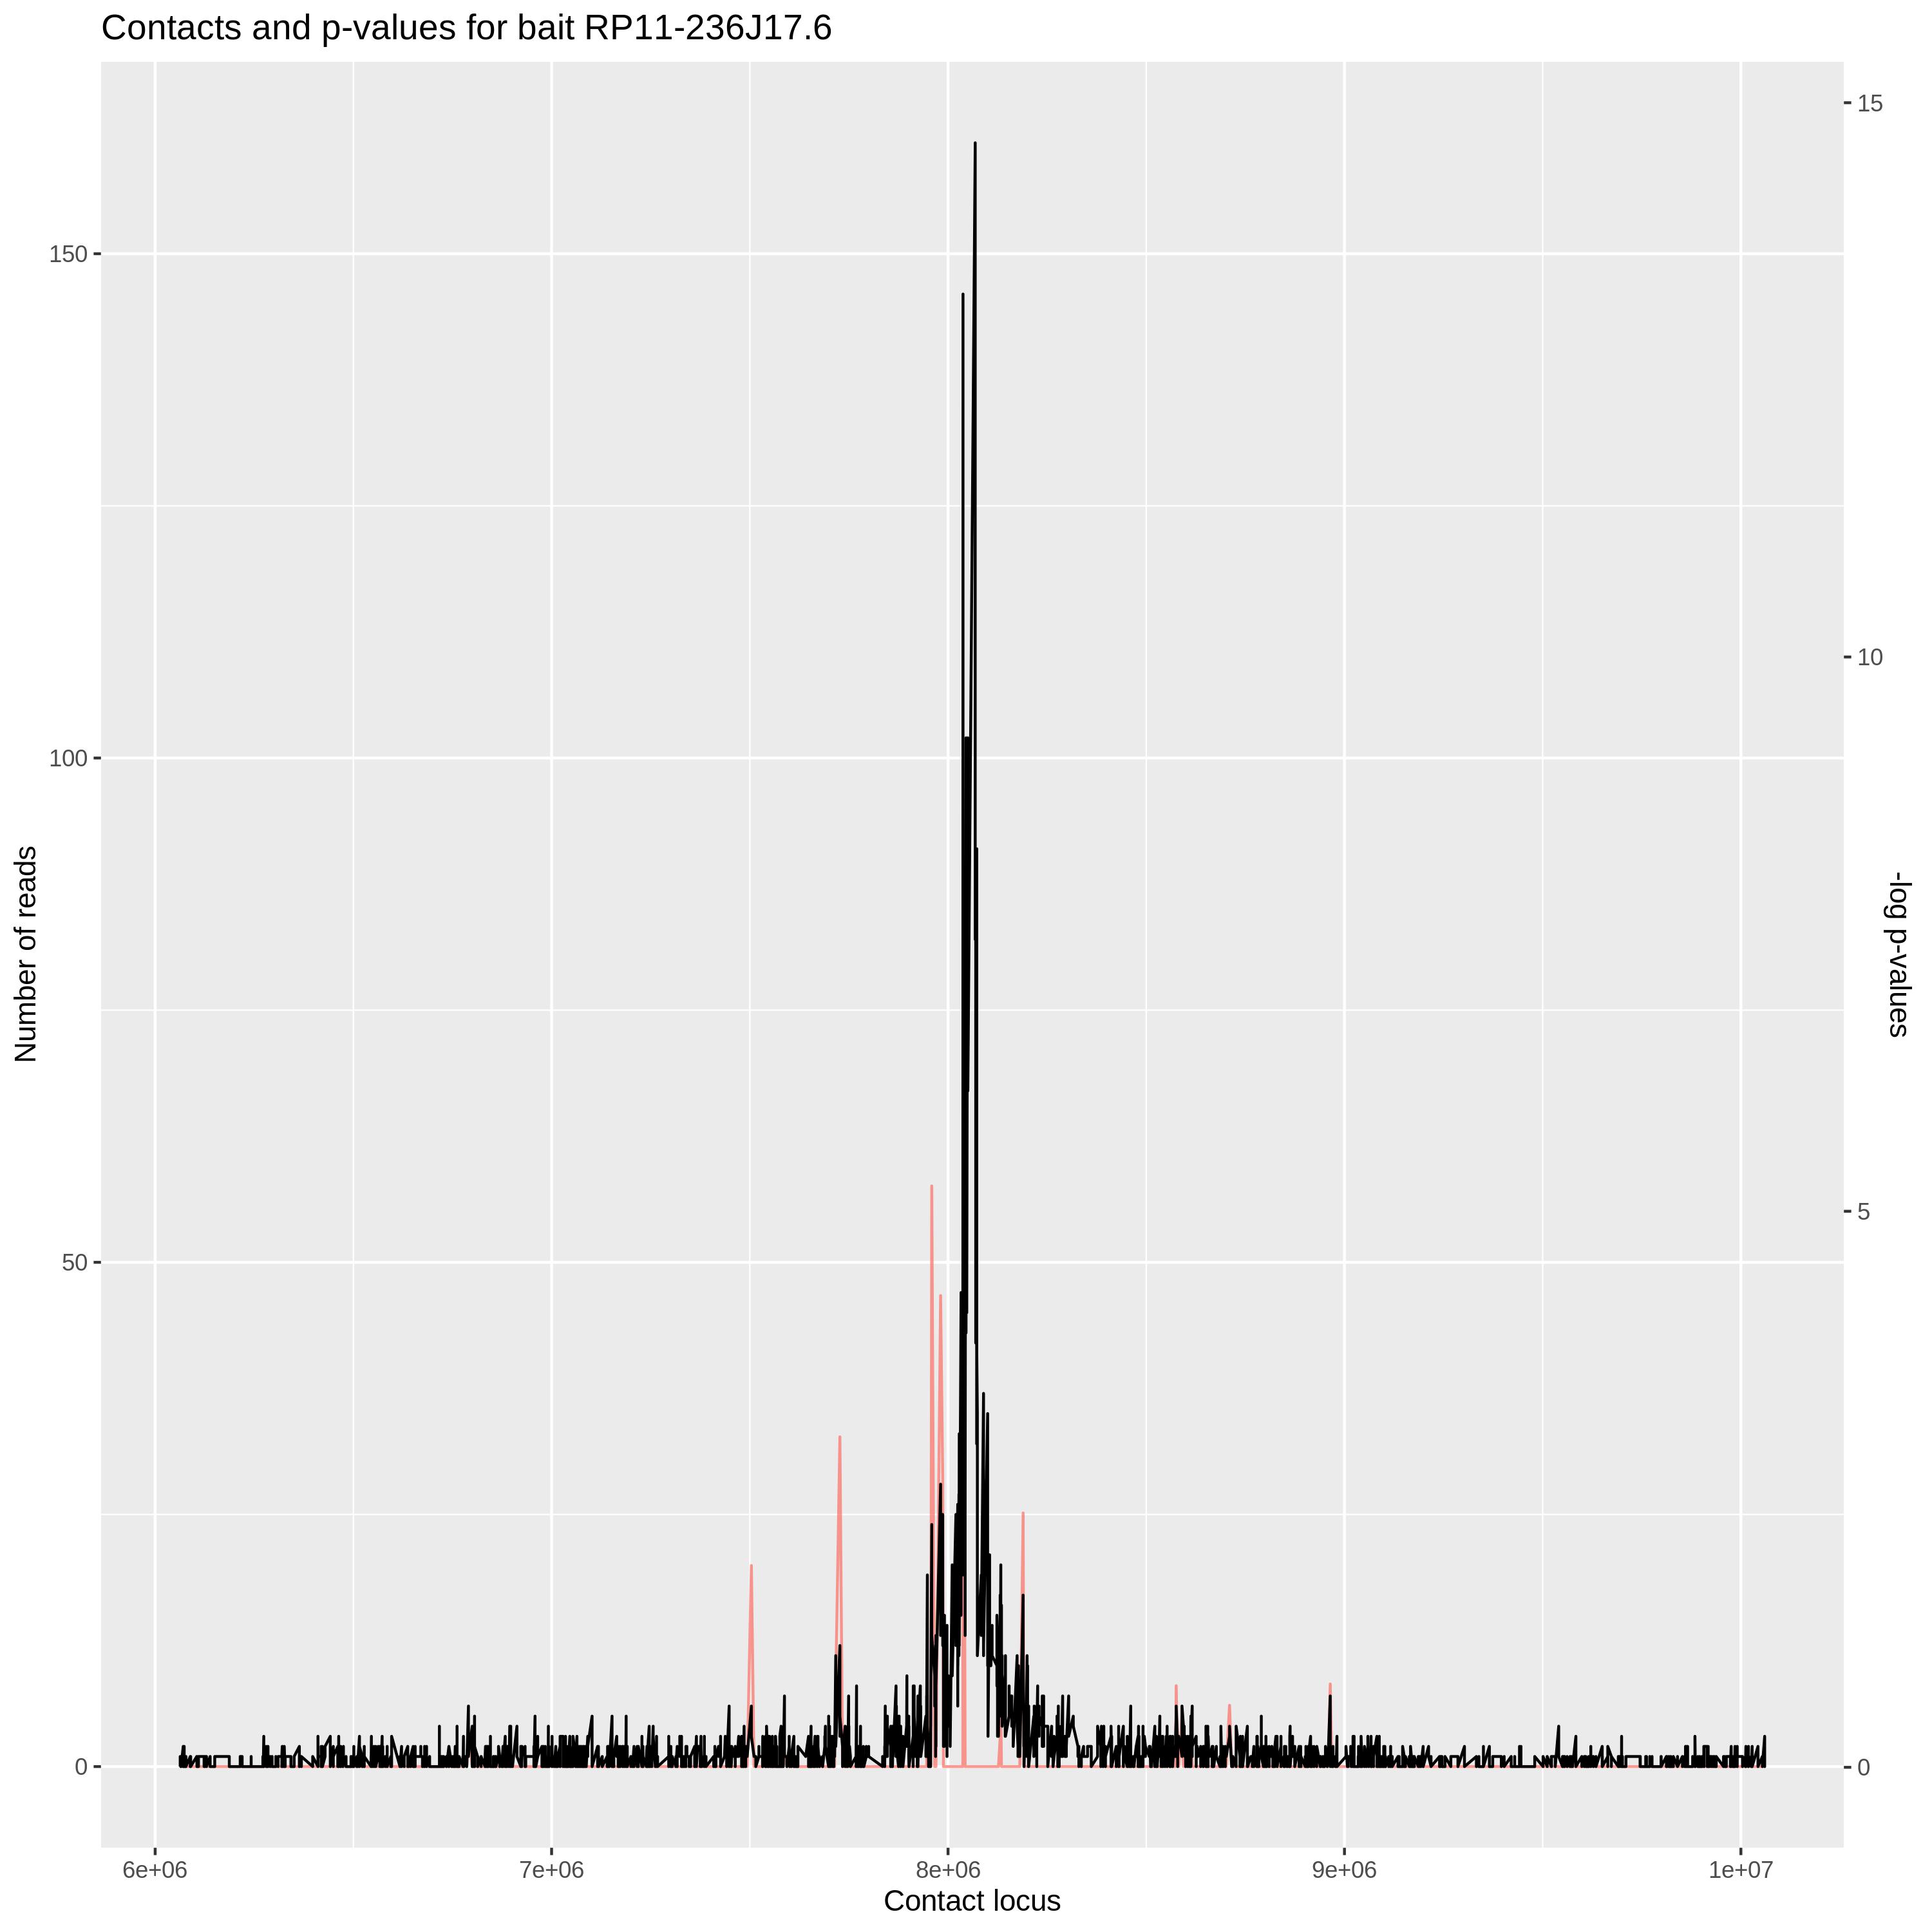 Contacts and p-values for bait RP11-236J17.6
150
100
50
0
Number of reads
15
10
5
0
-log p-values
6e+06 7e+06 8e+06 9e+06 1e+07
Contact locus